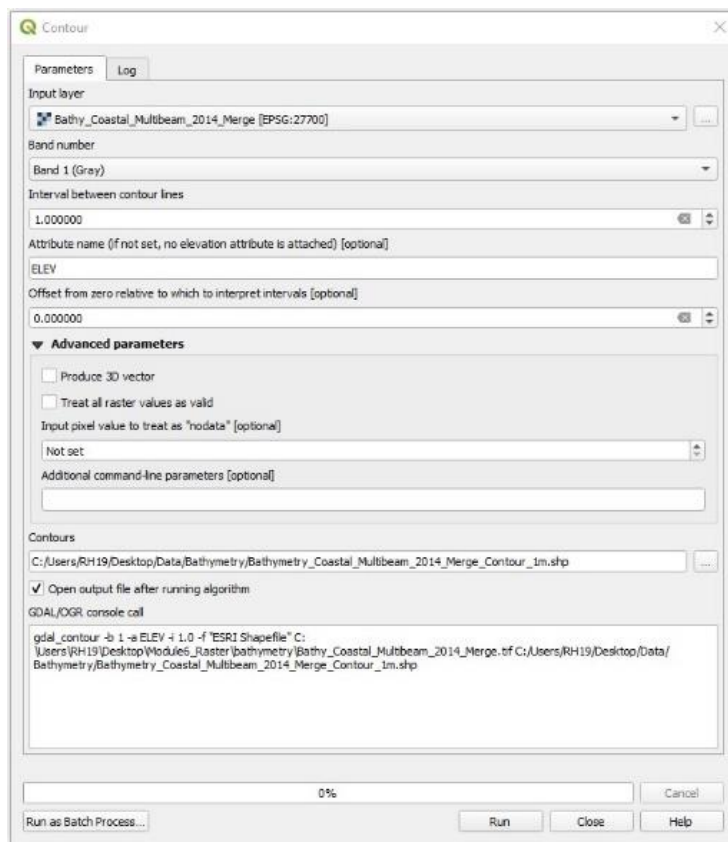 Contour
Parameters Log
Input layer
Bathy_Coastal_Multibeam_2014_Merge [EPSG:27700]
...
Band number
Band 1 (Gray)
Interval between contour lines
1.000000
Attribute name (if not set, no elevation attribute is attached) [optional]
ELEV
Offset from zero relative to which to interpret intervals [optional]
0.000000
Advanced parameters
Produce 3D vector
Treat all raster values as valid
Input pixel value to treat as "nodata" [optional]
Not set
Additional command-line parameters [optional]
Contours
C:/Users/RH19/Desktop/Data/Bathymetry/Bathymetry_Coastal_Multibeam_2014_Merge_Contour_1m.shp
...
Open output file after running algorithm
GDAL/OGR console call
gdal_contour -b 1 -a ELEV -i 1.0 -f "ESRI Shapefile" C:
\Users\RH19\Desktop\Module6_Raster\bathymetry\Bathy_Coastal_Multibeam_2014_Merge.tif C:/Users/RH19/Desktop/Data/
Bathymetry/Bathymetry_Coastal_Multibeam_2014_Merge_Contour_1m.shp
0% Cancel
Run as Batch Process... Run Close Help